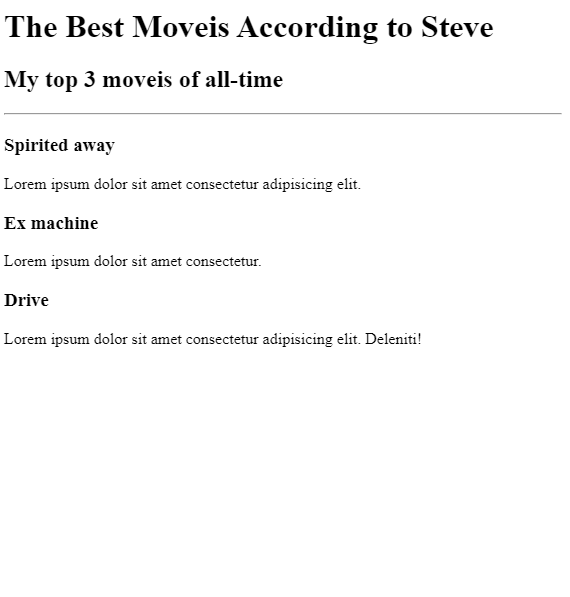 The Best Moveis According to Steve
My top 3 moveis of all-time
Spirited away
Lorem ipsum dolor sit amet consectetur adipisicing elit.
Ex machine
Lorem ipsum dolor sit amet consectetur.
Drive
Lorem ipsum dolor sit amet consectetur adipisicing elit. Deleniti!